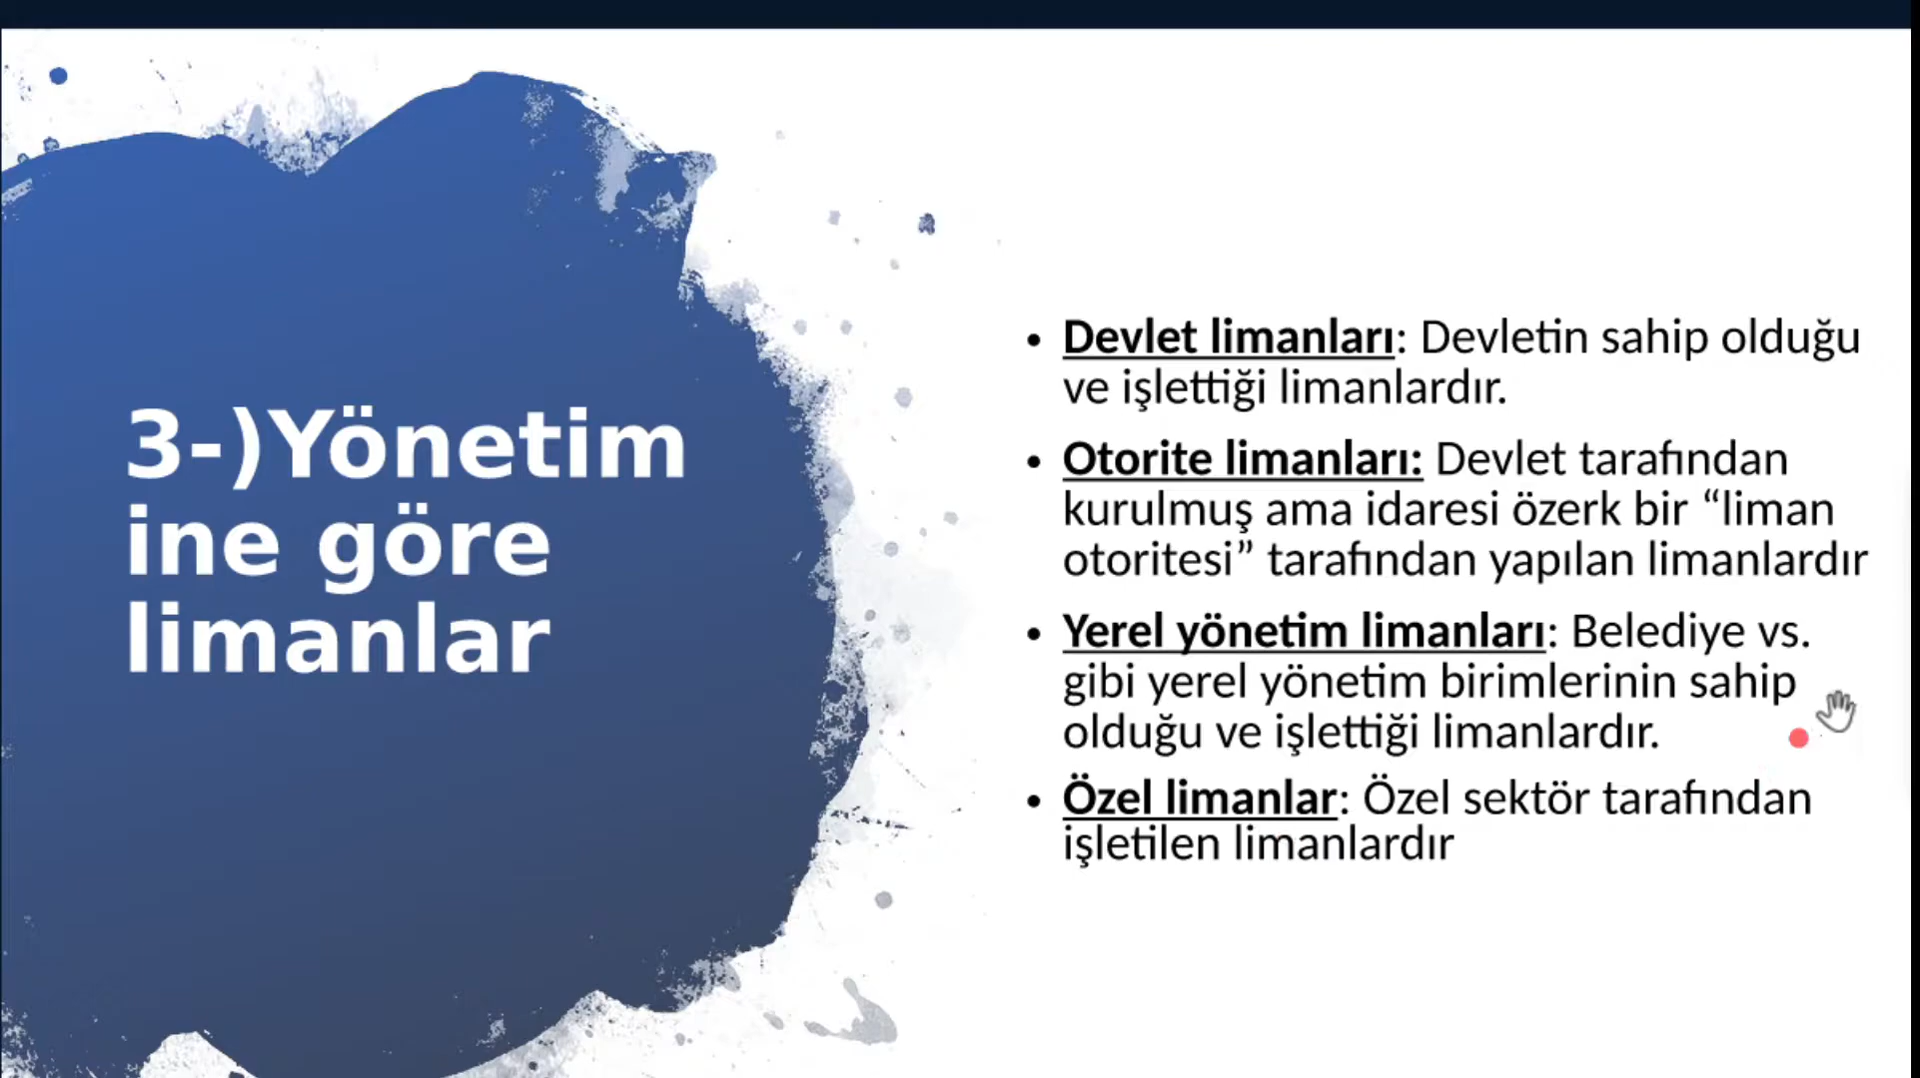 3-)Yönetim
ine göre
limanlar
• Devlet limanları: Devletin sahip olduğu
ve işlettiği limanlardır.
• Otorite limanları: Devlet tarafından
kurulmuş ama idaresi özerk bir “liman
otoritesi” tarafından yapılan limanlardır
• Yerel yönetim limanları: Belediye vs.
gibi yerel yönetim birimlerinin sahip
olduğu ve işlettiği limanlardır.
• Özel limanlar: Özel sektör tarafından
işletilen limanlardır